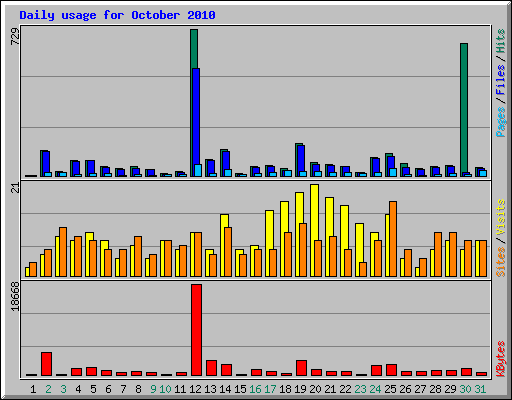 Daily usage for October 2010
729
Pages / Files / Hits
21
Sites / Visits
18668
KBytes
1 2 3 4 5 6 7 8 9 10 11 12 13 14 15 16 17 18 19 20 21 22 23 24 25 26 27 28 29 30 31